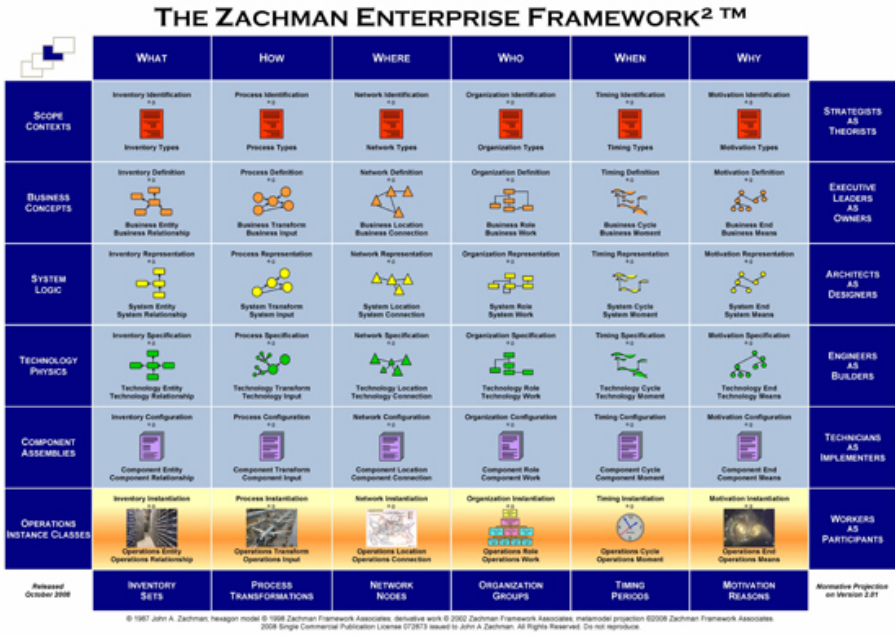 THE ZACHMAN ENTERPRISE FRAMEWORK² ™
WHAT HOW WHERE WHO WHEN WHY
SCOPE CONTEXTS
Inventory Identification
e.g.
Inventory Types
Process Identification
e.g.
Process Types
Network Identification
e.g.
Network Types
Organization Identification
e.g.
Organization Types
Timing Identification
e.g.
Timing Types
Motivation Identification
e.g.
Motivation Types
STRATEGISTS
AS
THEORISTS
BUSINESS
CONCEPTS
Inventory Definition
e.g.
Business Entity
Business Relationship
Process Definition
e.g.
Business Transform
Business Input
Network Definition
e.g.
Business Location
Business Connection
Organization Definition
e.g.
Business Role
Business Work
Timing Definition
e.g.
Business Cycle
Business Moment
Motivation Definition
e.g.
Business End
Business Means
EXECUTIVE
LEADERS
AS
OWNERS
SYSTEM
LOGIC
Inventory Representation
e.g.
System Entity
System Relationship
Process Representation
e.g.
System Transform
System Input
Network Representation
e.g.
System Location
System Connection
Organization Representation
e.g.
System Role
System Work
Timing Representation
e.g.
System Cycle
System Moment
Motivation Representation
e.g.
System End
System Means
ARCHITECTS
AS
DESIGNERS
TECHNOLOGY
PHYSICS
Inventory Specification
e.g.
Technology Entity
Technology Relationship
Process Specification
e.g.
Technology Transform
Technology Input
Network Specification
e.g.
Technology Location
Technology Connection
Organization Specification
e.g.
Technology Role
Technology Work
Timing Specification
e.g.
Technology Cycle
Technology Moment
Motivation Specification
e.g.
Technology End
Technology Means
ENGINEERS
AS
BUILDERS
COMPONENT
ASSEMBLIES
Inventory Configuration
e.g.
Component Entity
Component Relationship
Process Configuration
e.g.
Component Transform
Component Input
Network Configuration
e.g.
Component Location
Component Connection
Organization Configuration
e.g.
Component Role
Component Work
Timing Configuration
e.g.
Component Cycle
Component Moment
Motivation Configuration
e.g.
Component End
Component Means
TECHNICIANS
AS
IMPLEMENTERS
OPERATIONS
INSTANCE CLASSES
Inventory Instantiation
e.g.
Operations Entity
Operations Relationship
Process Instantiation
e.g.
Operations Transform
Operations Input
Network Instantiation
e.g.
Operations Location
Operations Connection
Organization Instantiation
e.g.
Operations Role
Operations Work
Timing Instantiation
e.g.
Operations Cycle
Operations Moment
Motivation Instantiation
e.g.
Operations End
Operations Means
WORKERS
AS
PARTICIPANTS
Released
October 2008
INVENTORY
SETS
PROCESS
TRANSFORMATIONS
NETWORK
NODES
ORGANIZATION
GROUPS
TIMING
PERIODS
MOTIVATION
REASONS
Normative Projection
on Version 2.01
© 1987 John A. Zachman, hexagon model © 1998 Zachman Framework Associates, derivative work © 2002 Zachman Framework Associates, metamodel projection ©2008 Zachman Framework Associates.
2008 Single Commercial Publication License 072873 issued to John A Zachman. All Rights Reserved. Do not reproduce.